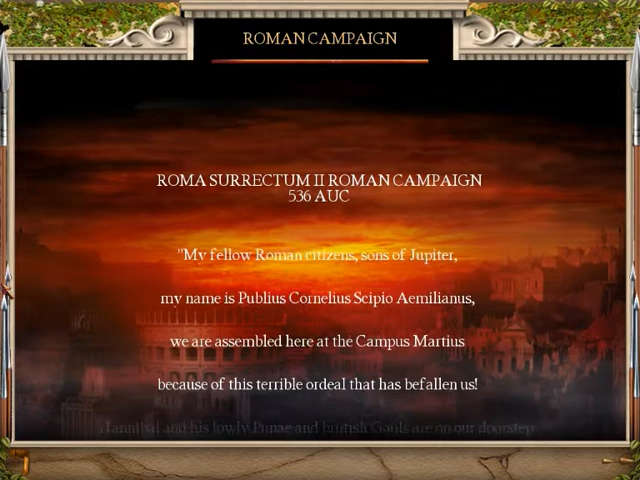 ROMAN CAMPAIGN
ROMA SURRECTUM II ROMAN CAMPAIGN
536 AUC
"My fellow Roman citizens, sons of Jupiter,
my name is Publius Cornelius Scipio Aemilianus,
we are assembled here at the Campus Martius
because of this terrible ordeal that has befallen us!
Hannibal and his lowly Punae and brutish Gauls are on our doorstep